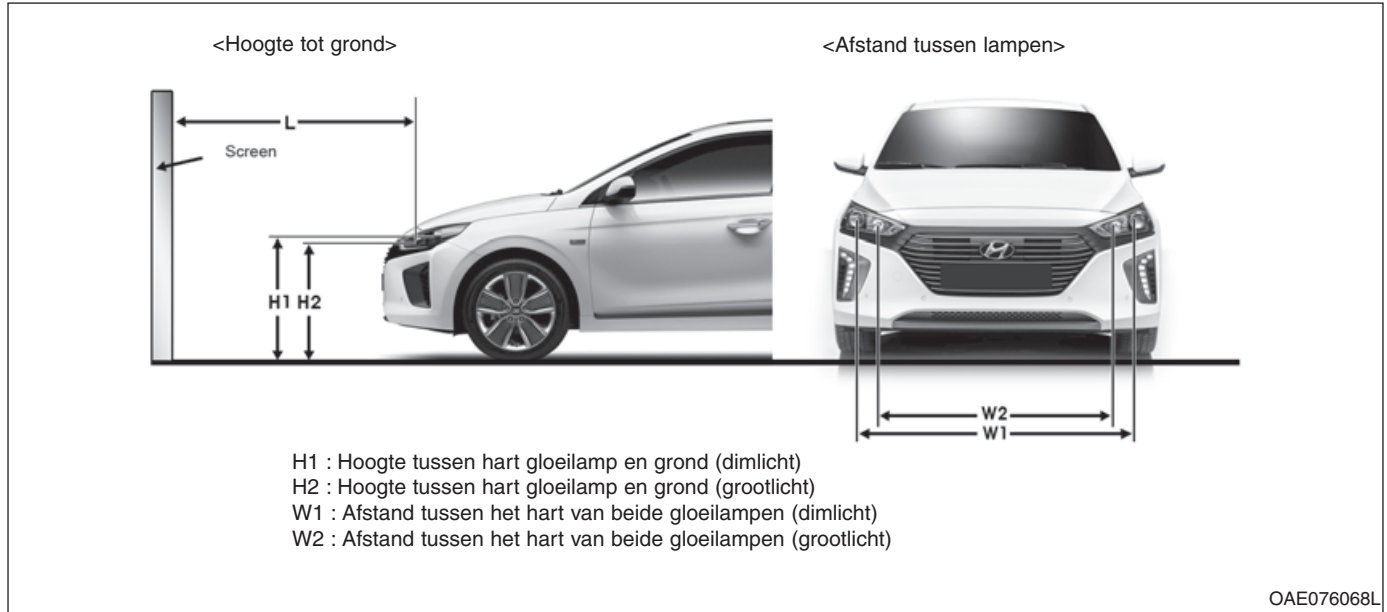 <Hoogte tot grond>
<Afstand tussen lampen>
L
Screen
H1 H2
W2
W1
H1 : Hoogte tussen hart gloeilamp en grond (dimlicht)
H2 : Hoogte tussen hart gloeilamp en grond (grootlicht)
W1 : Afstand tussen het hart van beide gloeilampen (dimlicht)
W2 : Afstand tussen het hart van beide gloeilampen (grootlicht)
OAE076068L